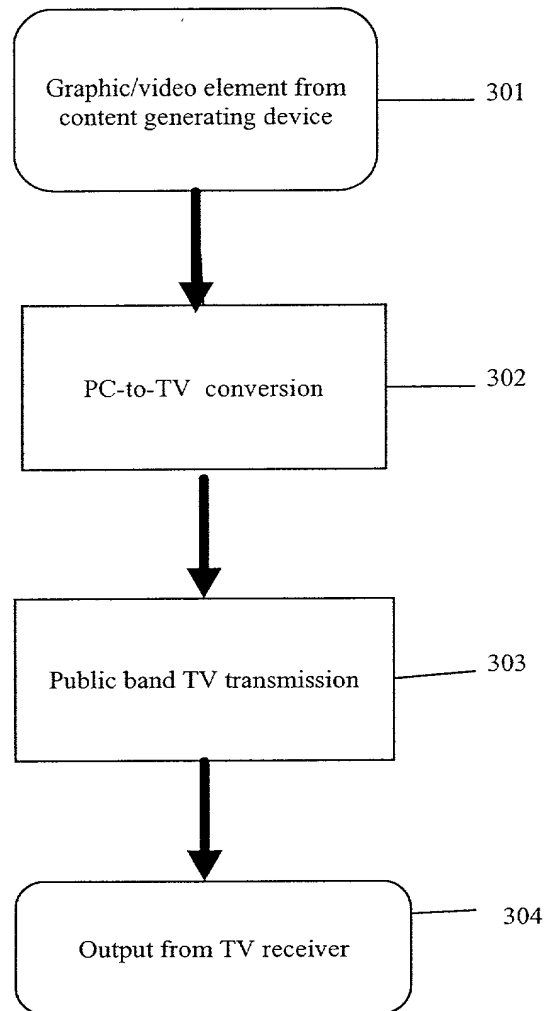 Graphic/video element from
content generating device
301
PC-to-TV conversion
302
Public band TV transmission
303
Output from TV receiver
304